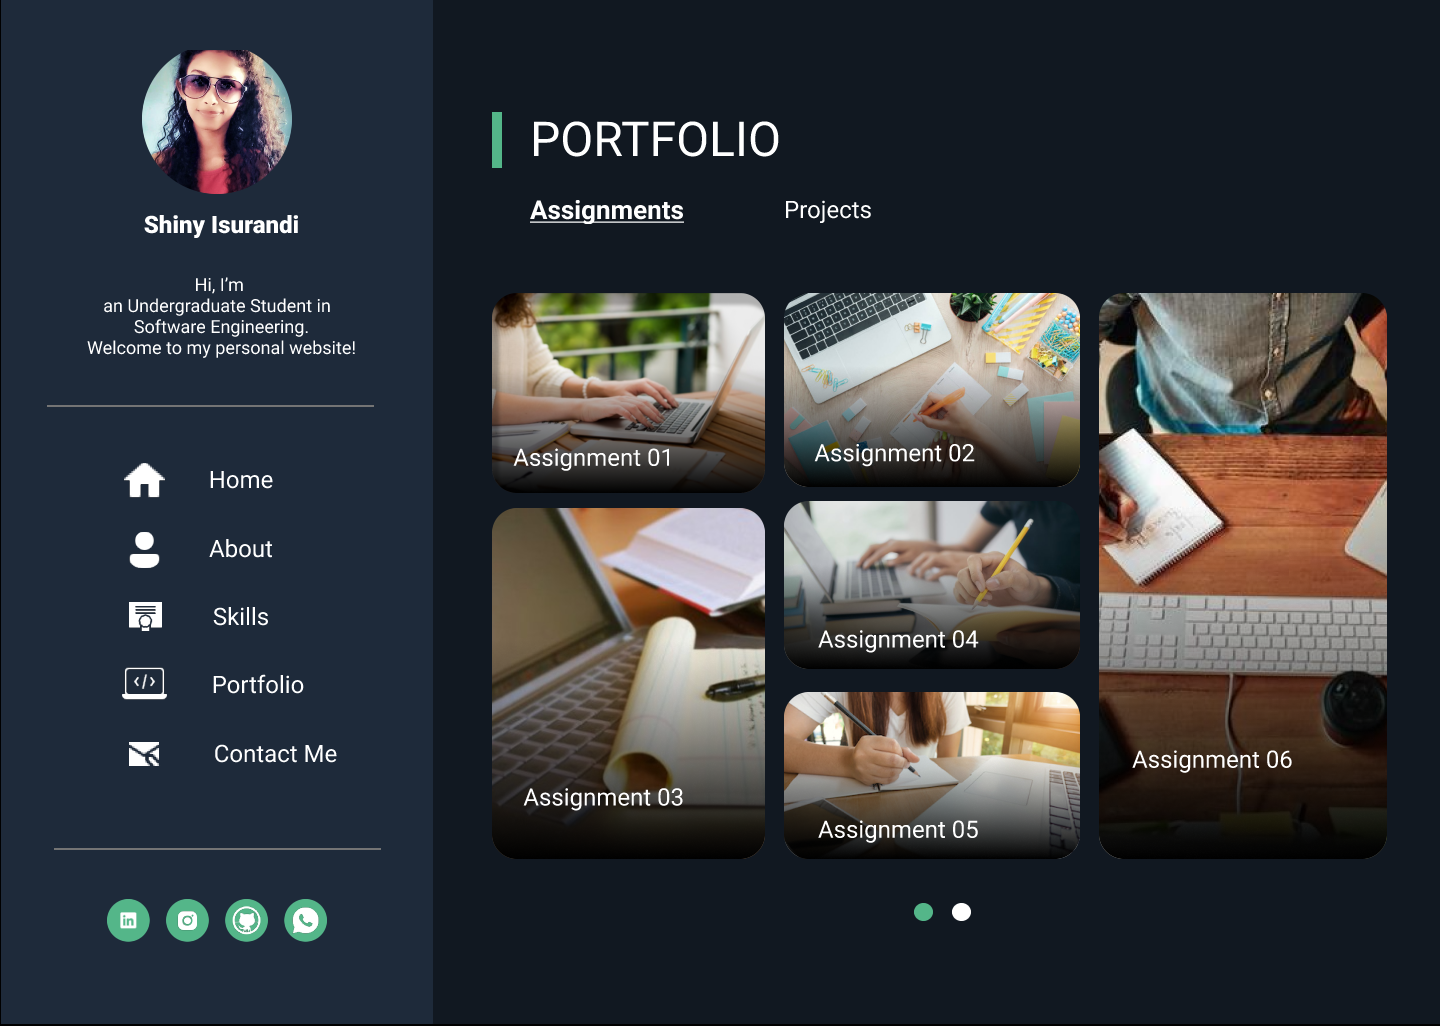 Shiny Isurandi
Hi, I'm
an Undergraduate Student in
Software Engineering.
Welcome to my personal website!
Home
About
Skills
Portfolio
Contact Me
PORTFOLIO
Assignments
Projects
Assignment 01
Assignment 02
Assignment 03
Assignment 04
Assignment 05
Assignment 06